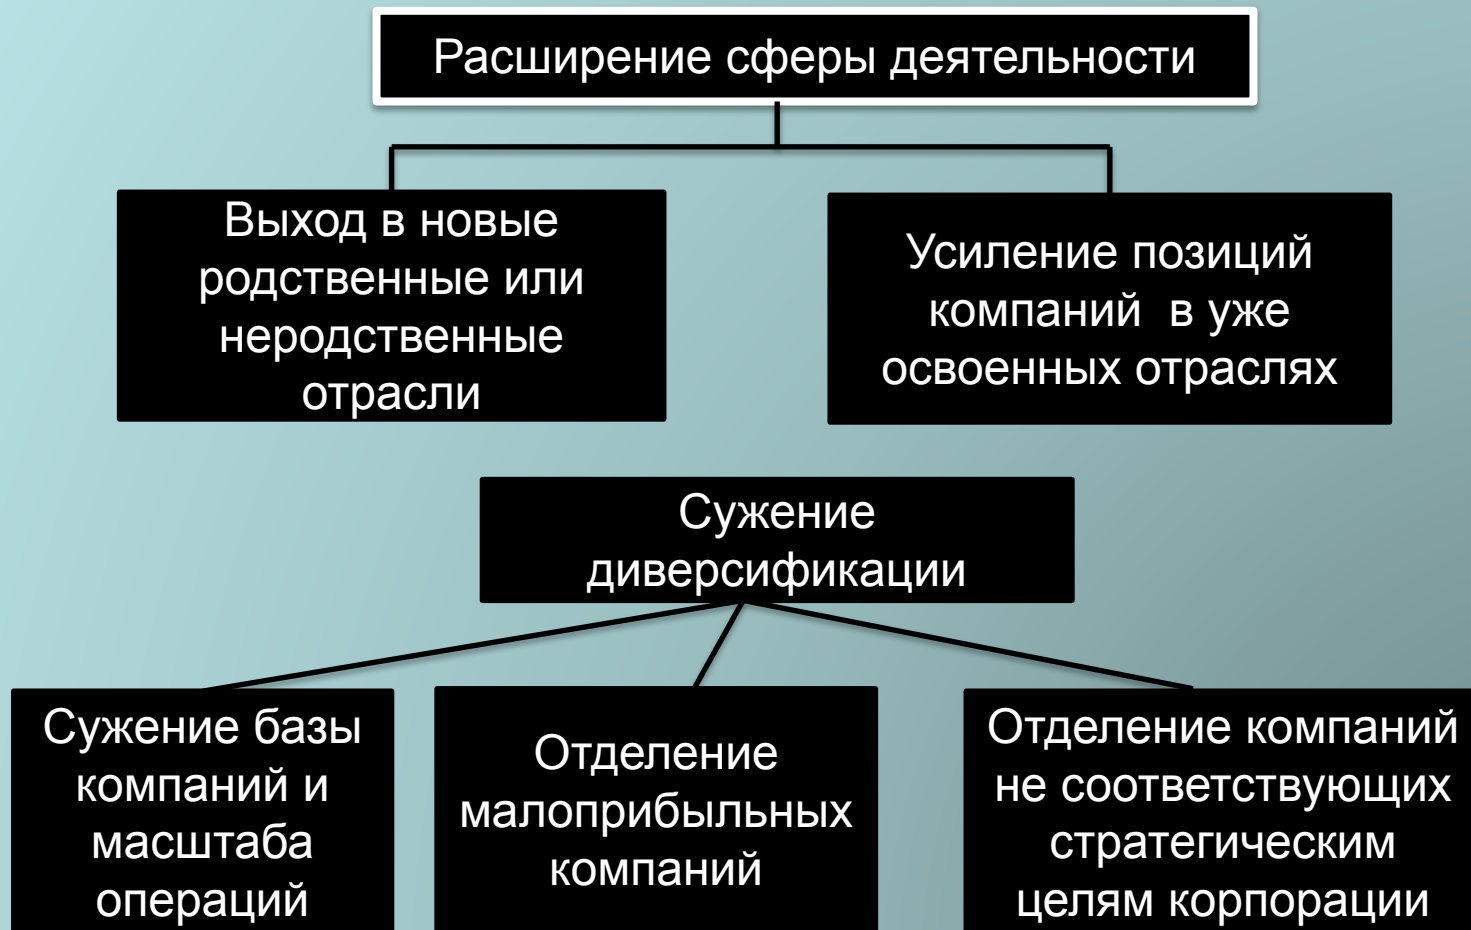 Расширение сферы деятельности
Выход в новые
родственные или
неродственные
отрасли
Усиление позиций
компаний  в уже
освоенных отраслях
Сужение
диверсификации
Сужение базы
компаний и
масштаба
операций
Отделение
малоприбыльных
компаний
Отделение компаний
не соответствующих
стратегическим
целям корпорации